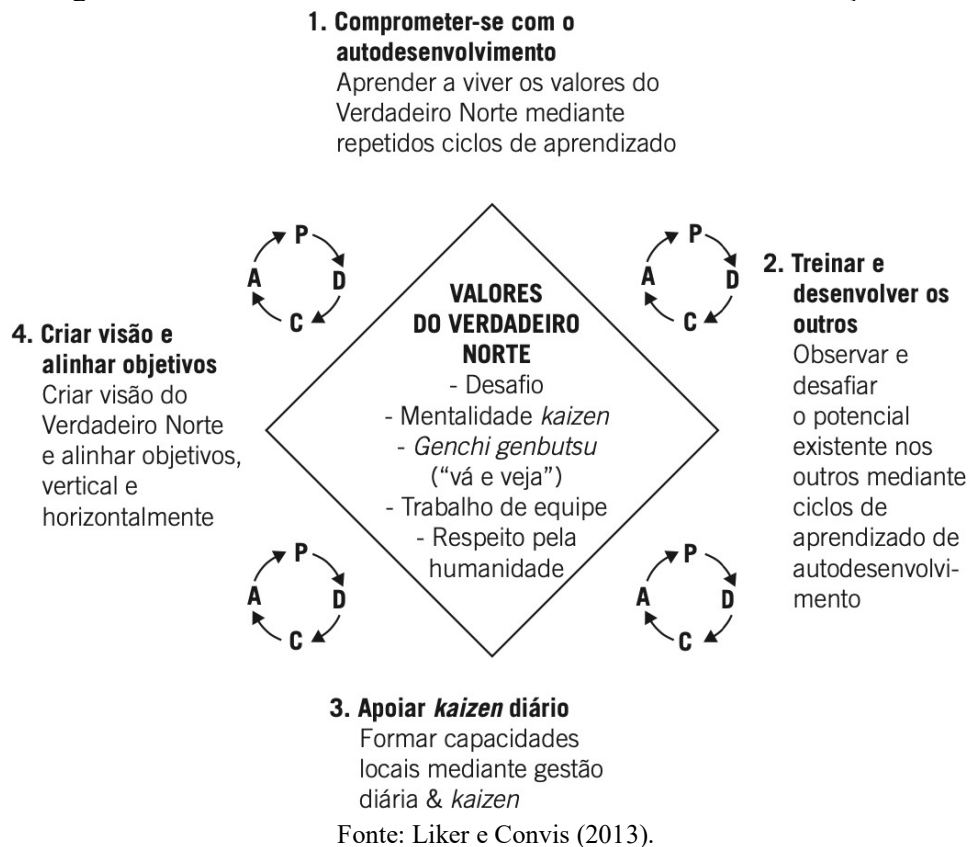 1. Comprometer-se com o
autodesenvolvimento
Aprender a viver os valores do
Verdadeiro Norte mediante
repetidos ciclos de aprendizado
P
A
D
C
P
A
D
C
VALORES
DO VERDADEIRO
NORTE
- Desafio
- Mentalidade kaizen
- Genchi genbutsu
(“vá e veja”)
- Trabalho de equipe
- Respeito pela
humanidade
2. Treinar e
desenvolver os
outros
Observar e
desafiar
o potencial
existente nos
outros mediante
ciclos de
aprendizado de
autodesenvolvi-
mento
4. Criar visão e
alinhar objetivos
Criar visão do
Verdadeiro Norte
e alinhar objetivos,
vertical e
horizontalmente
P
A
D
C
P
A
D
C
3. Apoiar kaizen diário
Formar capacidades
locais mediante gestão
diária & kaizen
Fonte: Liker e Convis (2013).